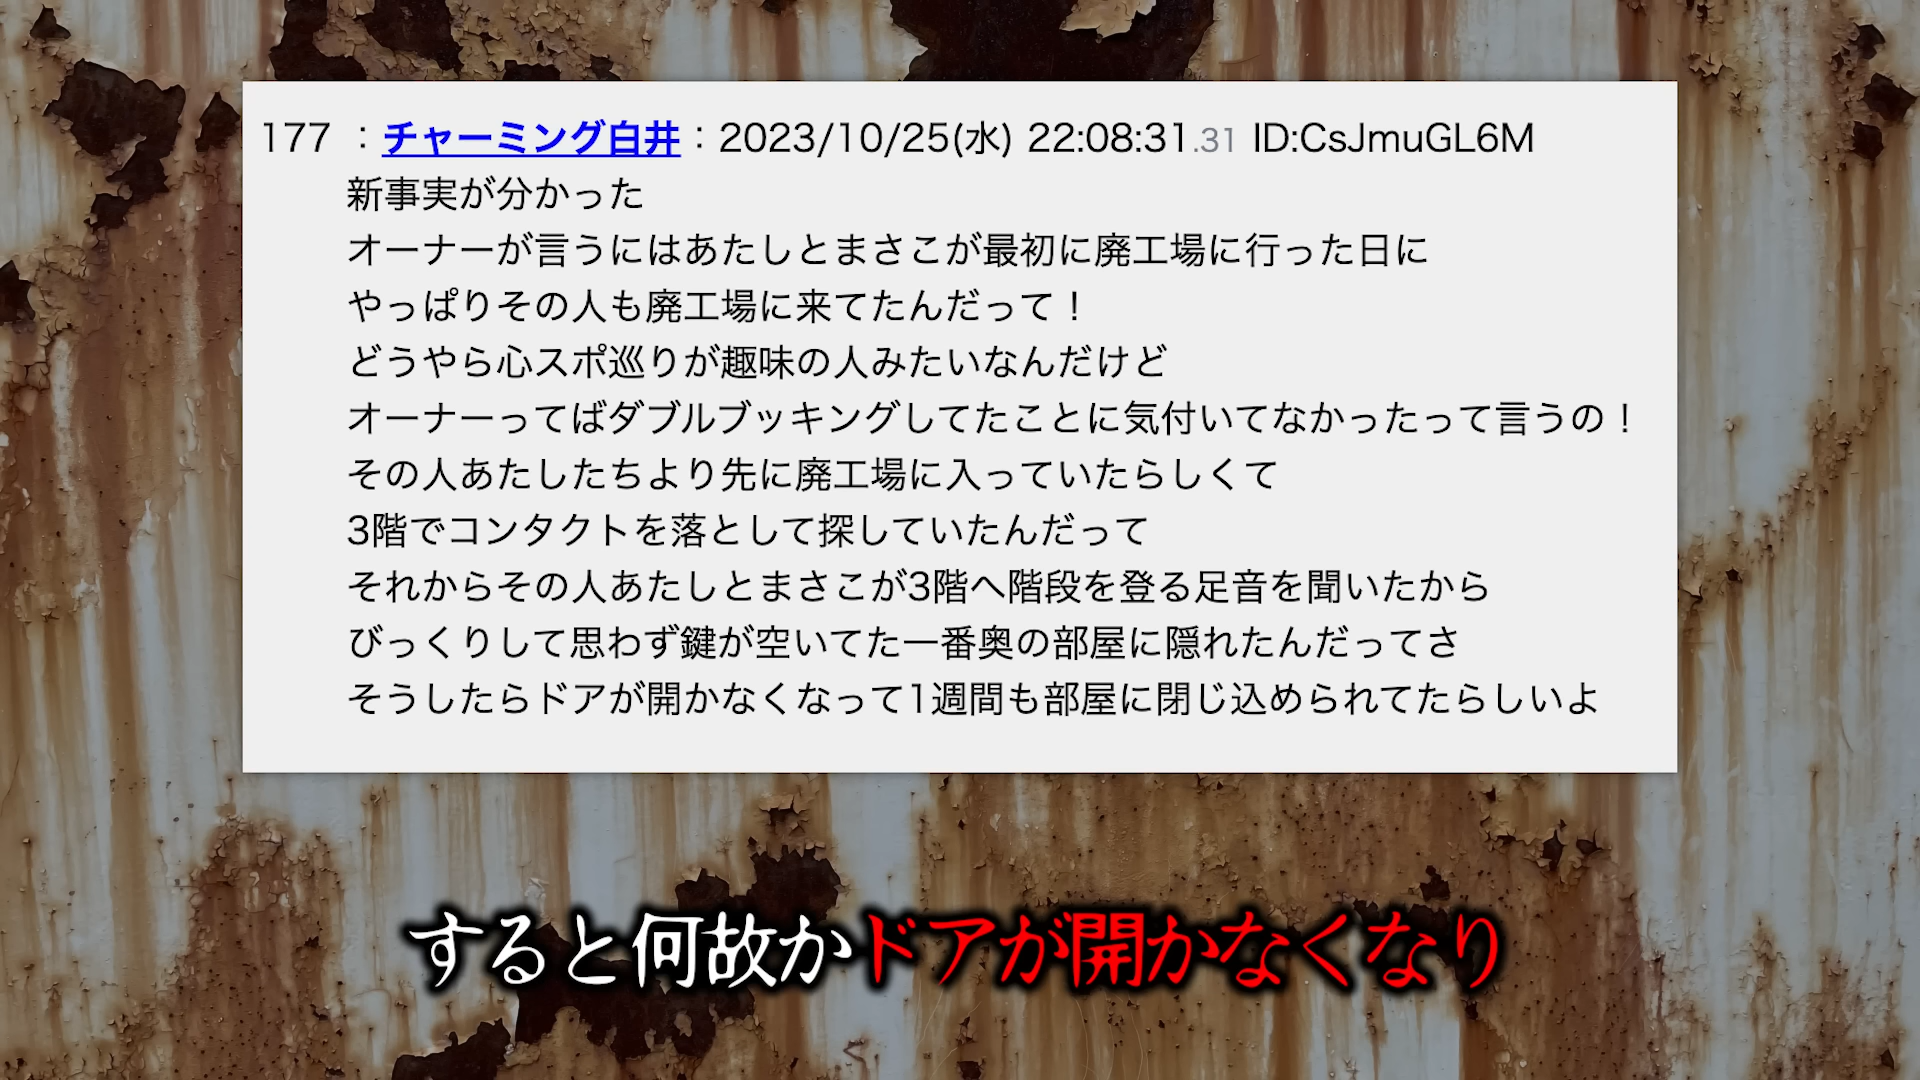 177 ：チャーミング白井：2023/10/25(水) 22:08:31.31 ID:CsJmuGL6M
新事実が分かった
オーナーが言うにはあたしとまさこが最初に廃工場に行った日に
やっぱりその人も廃工場に来てたんだって！
どうやら心スポ巡りが趣味の人みたいなんだけど
オーナーってばダブルブッキングしてたことに気付いてなかったって言うの！
その人あたしたちより先に廃工場に入っていたらしくて
3階でコンタクトを落として探していたんだって
それからその人あたしとまさこが3階へ階段を登る足音を聞いたから
びっくりして思わず鍵が空いてた一番奥の部屋に隠れたんだってさ
そうしたらドアが開かなくなって1週間も部屋に閉じ込められてたらしいよ
すると何故かドアが開かなくなり